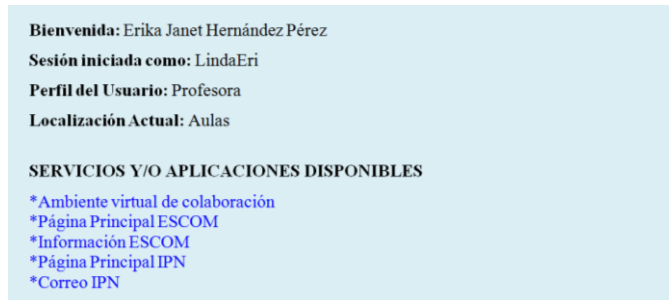 Bienvenida: Erika Janet Hernández Pérez
Sesión iniciada como: LindaEri
Perfil del Usuario: Profesora
Localización Actual: Aulas
SERVICIOS Y/O APLICACIONES DISPONIBLES
*Ambiente virtual de colaboración
*Página Principal ESCOM
*Información ESCOM
*Página Principal IPN
*Correo IPN